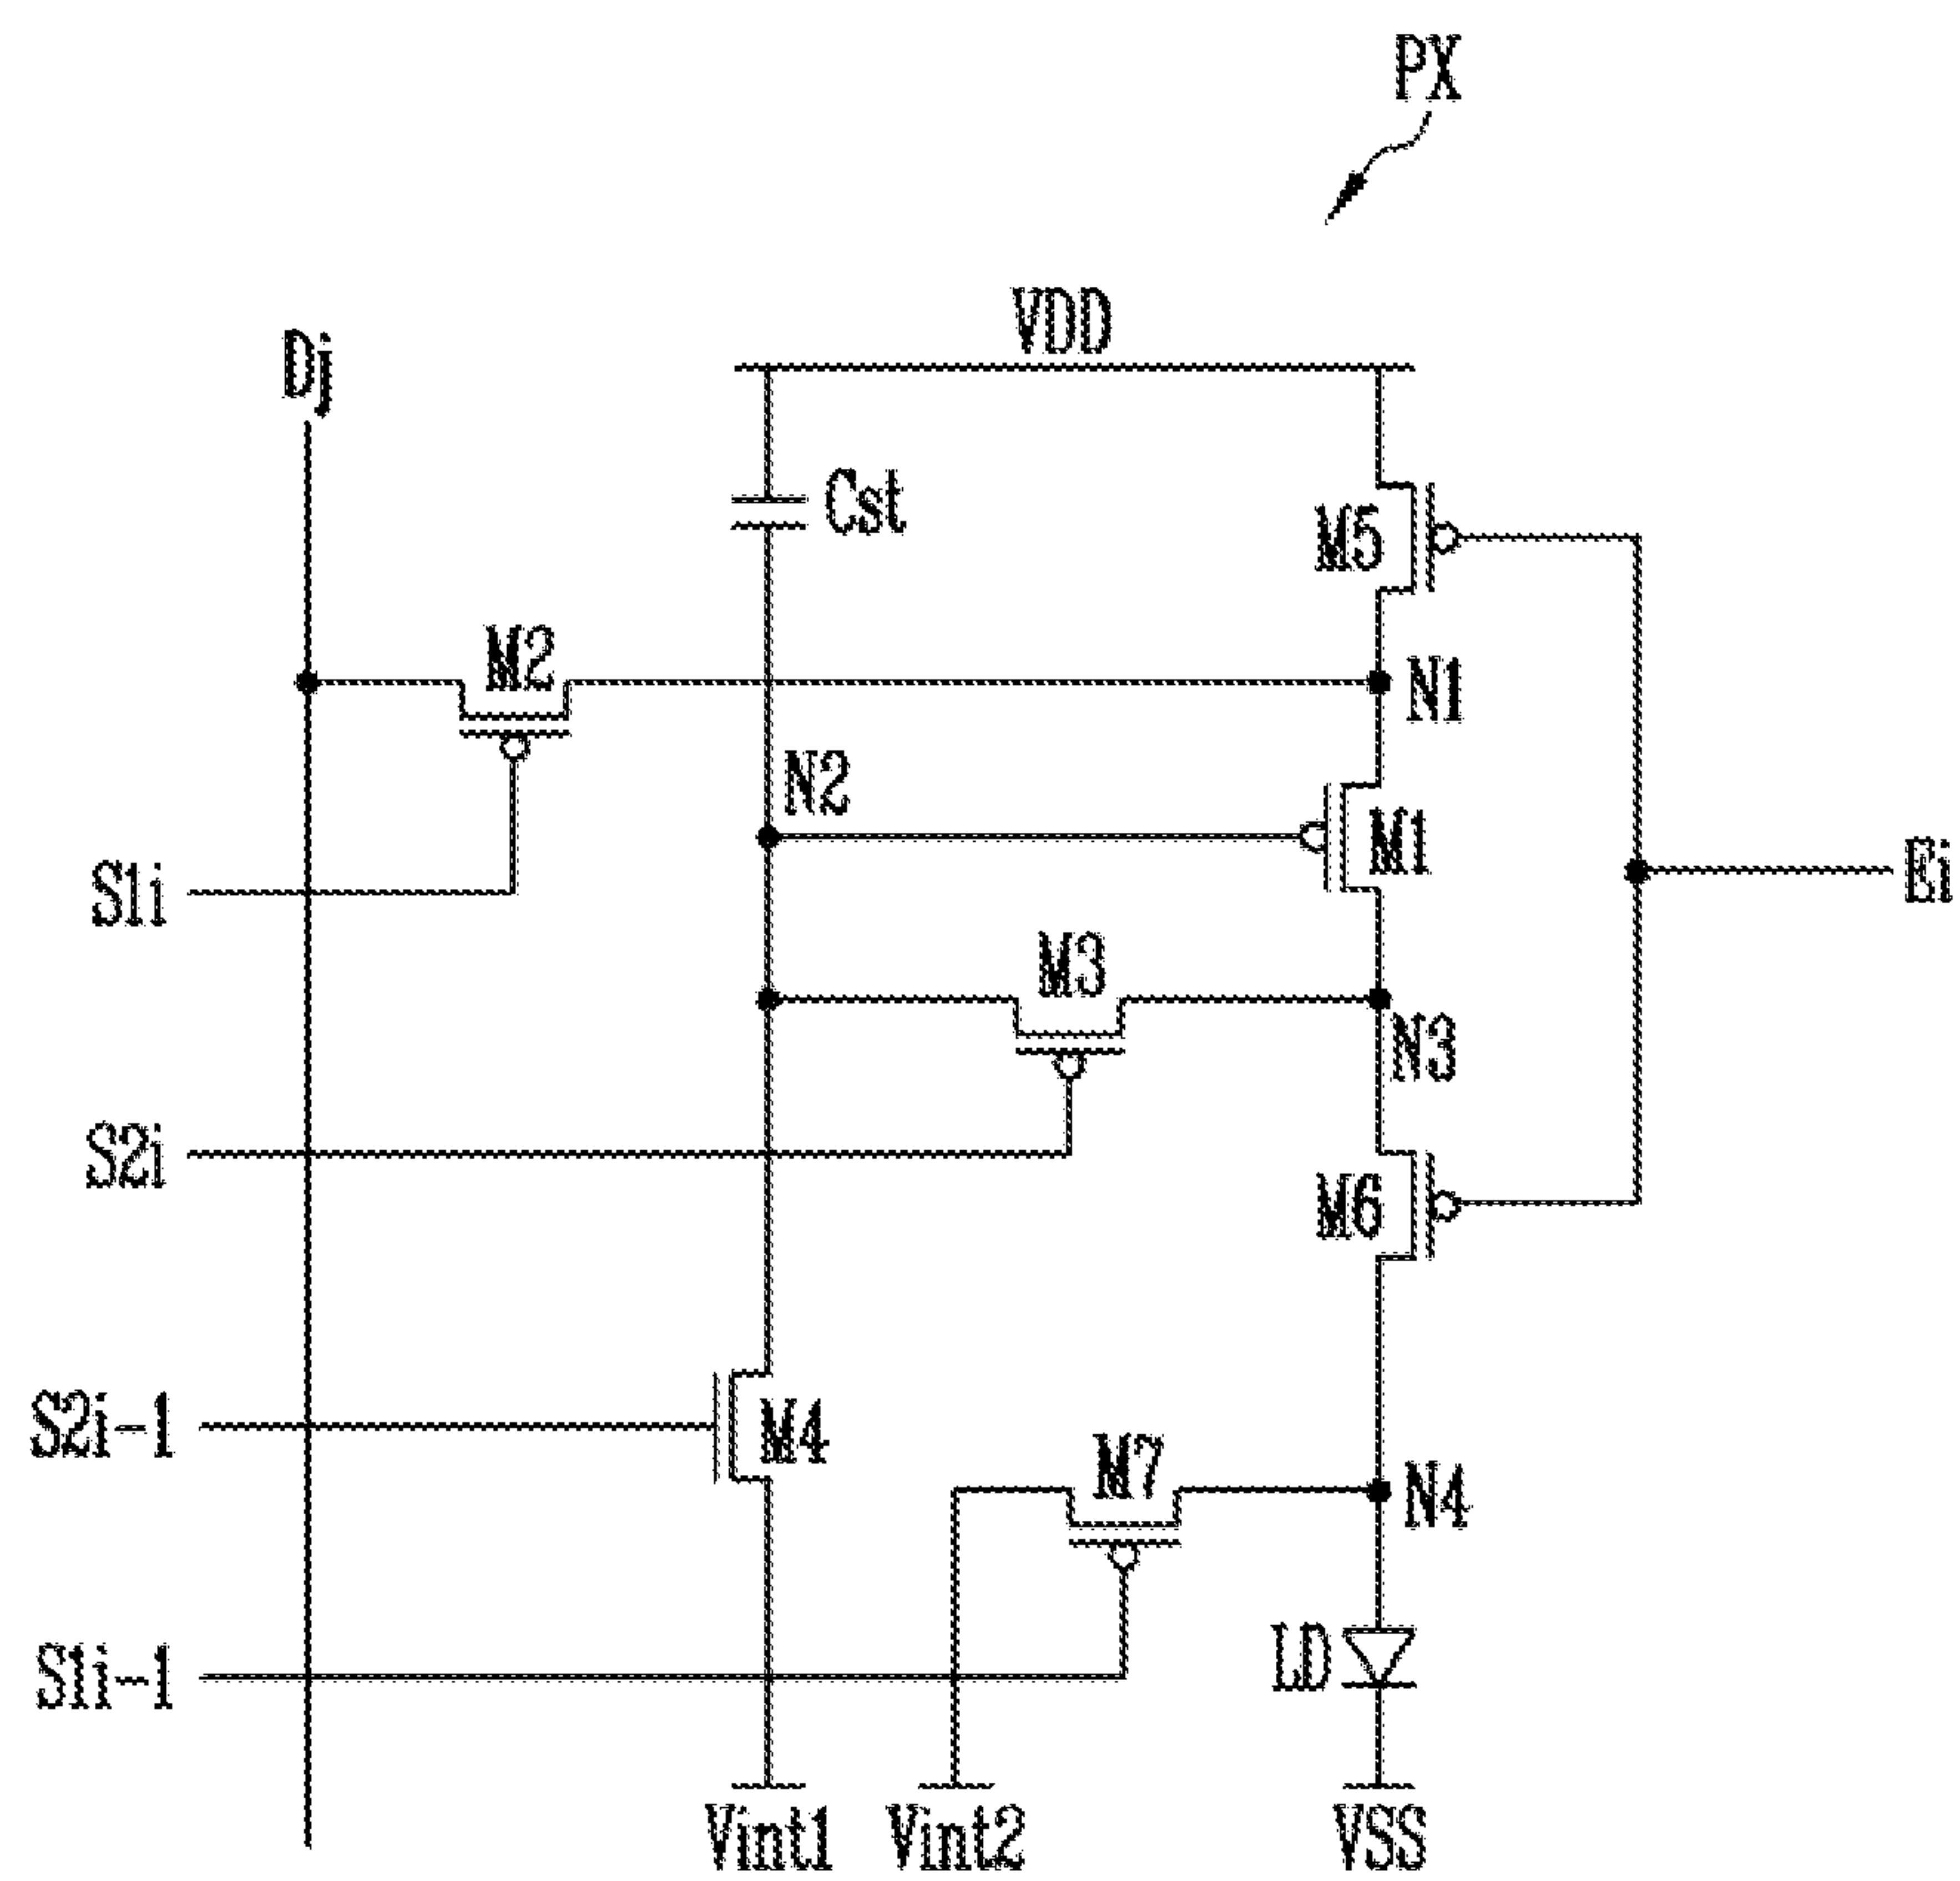 PX
VDD
Dj
Cst
M5
M2
N1
N2
M1
S1i
Ei
M3
N3
S2i
M6
S2i-1
M4
M7
N4
S1i-1
LD
Vint1
Vint2
VSS